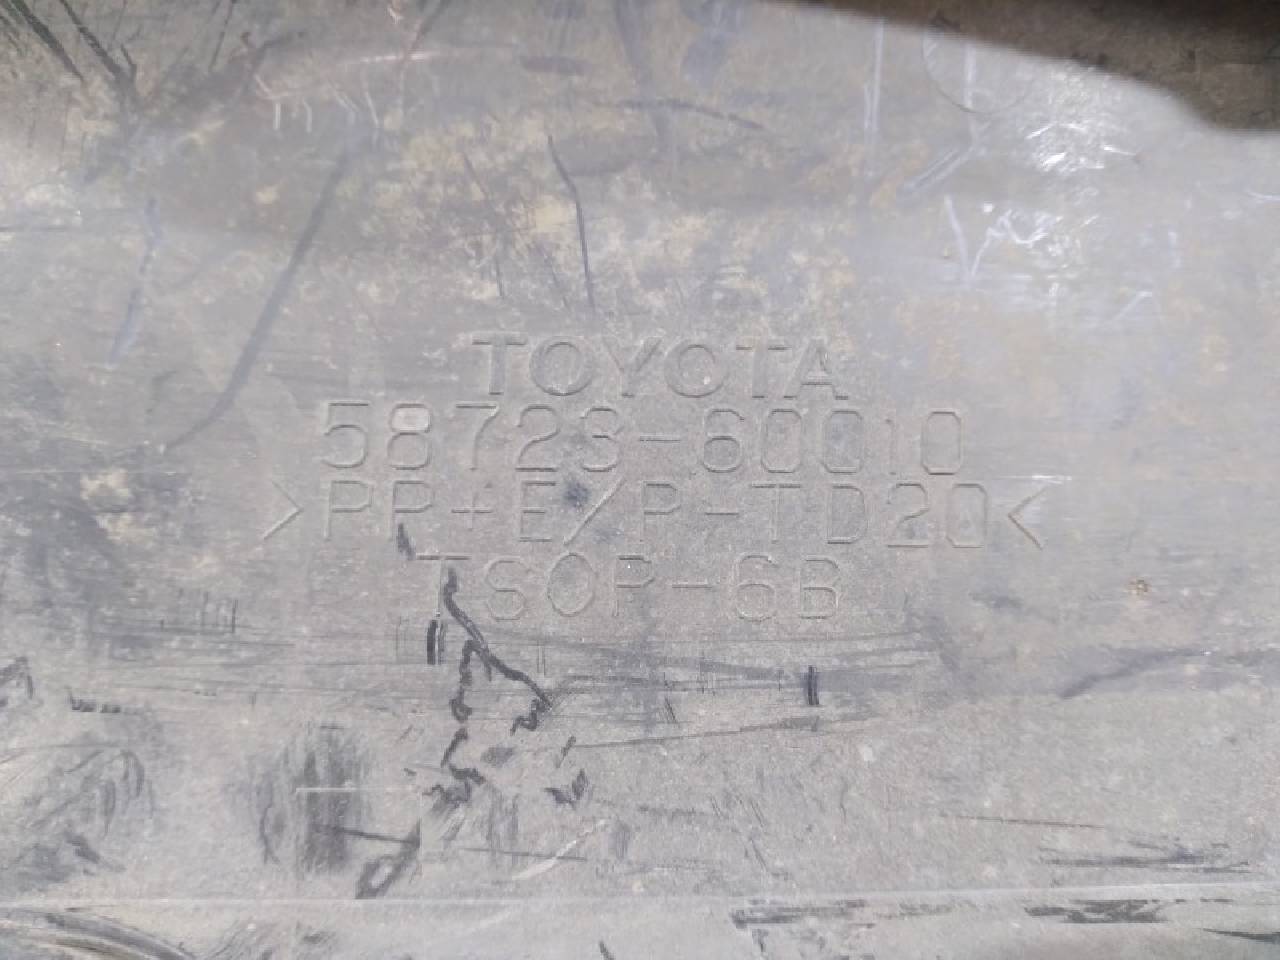 TOYOTA
58723-60010
>PP+E/P-TD20<
TSOP-6B